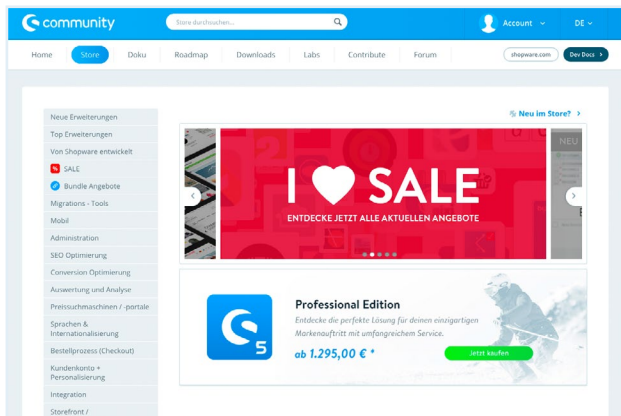 community
Store durchsuchen...
Account
DE
Home
Store
Doku
Roadmap
Downloads
Labs
Contribute
Forum
shopware.com
Dev Docs
Neu im Store?
Neue Erweiterungen
Top Erweiterungen
Von Shopware entwickelt
% SALE
Bundle Angebote
Migrations - Tools
Mobil
Administration
SEO Optimierung
Conversion Optimierung
Auswertung und Analyse
Preissuchmaschinen / -portale
Sprachen &
Internationalisierung
Bestellprozess (Checkout)
Kundenkonto +
Personalisierung
Integration
Storefront /
I ♥ SALE
ENTDECKE JETZT ALLE AKTUELLEN ANGEBOTE
NEU
5
Professional Edition
Entdecke die perfekte Lösung für deinen einzigartigen
Markenauftritt mit umfangreichem Service.
ab 1.295,00 € *
Jetzt kaufen